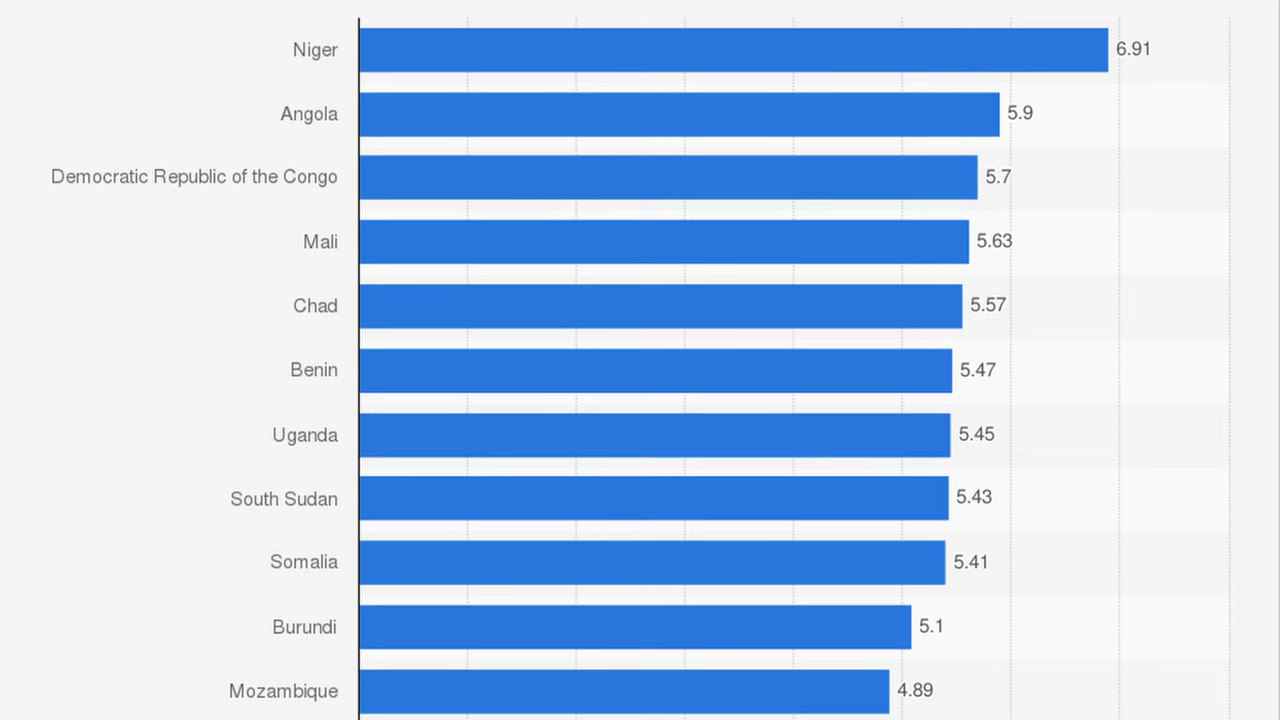 Niger 6.91
Angola 5.9
Democratic Republic of the Congo 5.7
Mali 5.63
Chad 5.57
Benin 5.47
Uganda 5.45
South Sudan 5.43
Somalia 5.41
Burundi 5.1
Mozambique 4.89